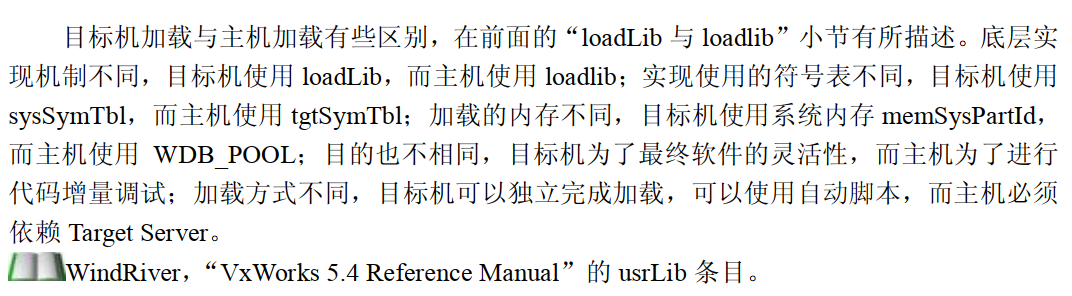 目标机加载与主机加载有些区别，在前面的“loadLib 与 loadlib”小节有所描述。底层实
现机制不同，目标机使用 loadLib，而主机使用 loadlib；实现使用的符号表不同，目标机使用
sysSymTbl，而主机使用 tgtSymTbl；加载的内存不同，目标机使用系统内存 memSysPartId，
而主机使用 WDB_POOL；目的也不相同，目标机为了最终软件的灵活性，而主机为了进行
代码增量调试；加载方式不同，目标机可以独立完成加载，可以使用自动脚本，而主机必须
依赖 Target Server。
WindRiver，“VxWorks 5.4 Reference Manual”的 usrLib 条目。